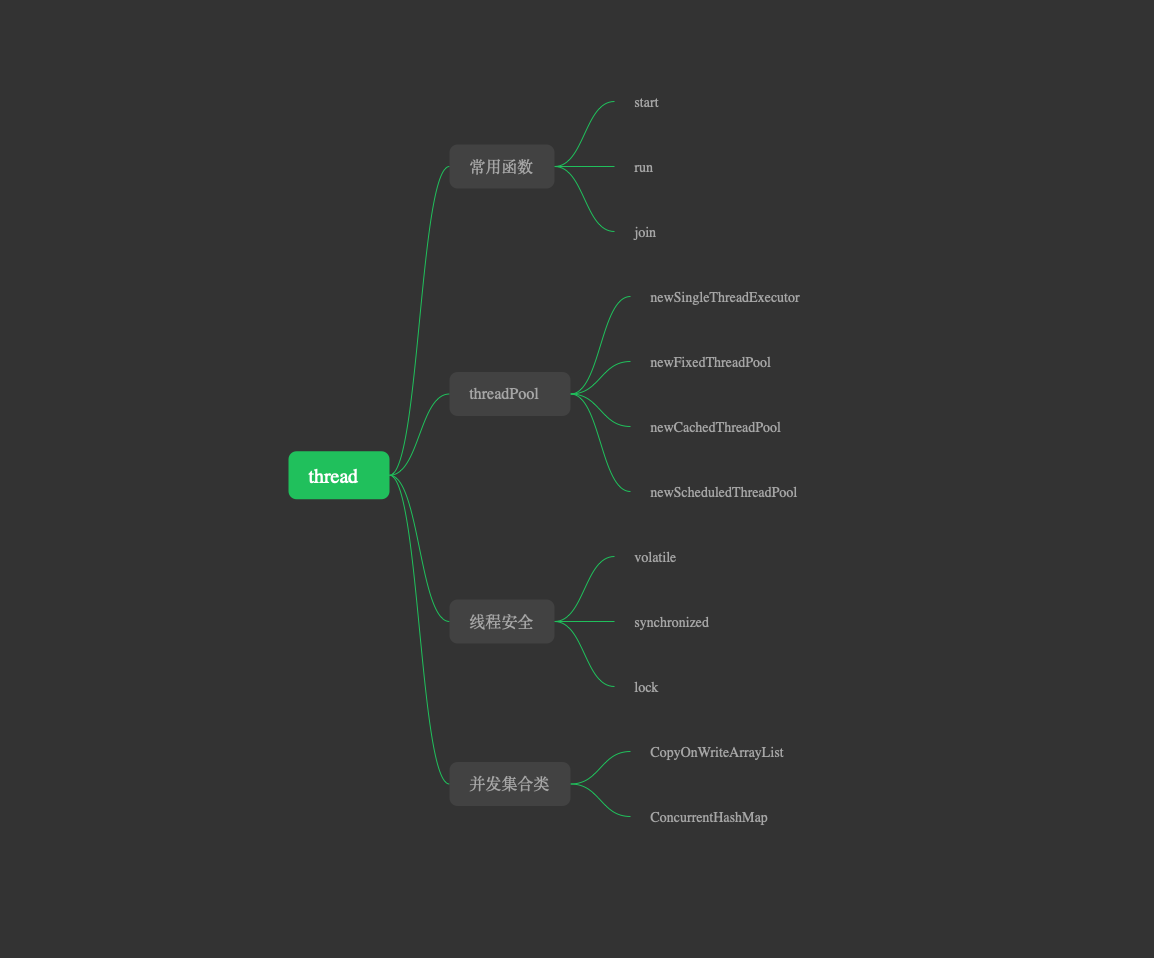 thread
常用函数
start
run
join
threadPool
newSingleThreadExecutor
newFixedThreadPool
newCachedThreadPool
newScheduledThreadPool
线程安全
volatile
synchronized
lock
并发集合类
CopyOnWriteArrayList
ConcurrentHashMap